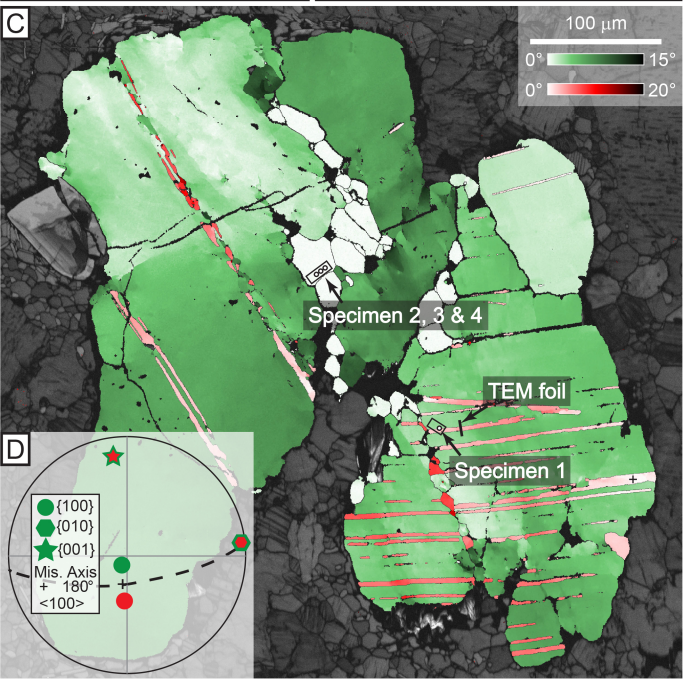 C
100 µm
0° 15°
0° 20°
Specimen 2, 3 & 4
TEM foil
Specimen 1
D
{100}
{010}
{001}
Mis. Axis
+ 180°
<100>